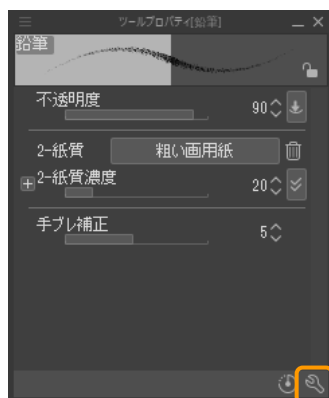 ツールプロパティ[鉛筆]
鉛筆
不透明度 90
2-紙質 粗い画用紙
2-紙質濃度 20
手ブレ補正 5